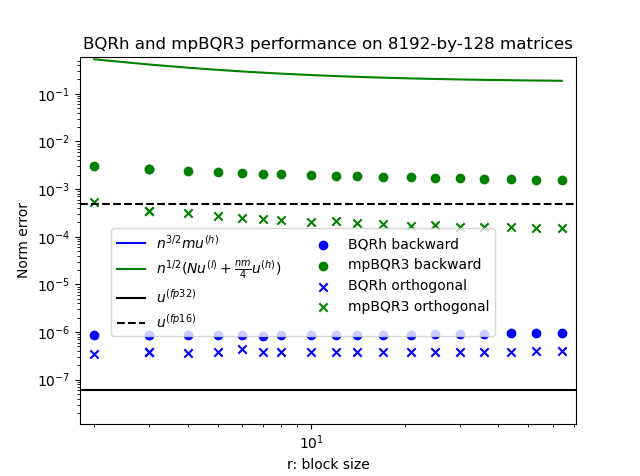 BQRh and mpBQR3 performance on 8192-by-128 matrices
Norm error
10⁻¹
10⁻²
10⁻³
10⁻⁴
10⁻⁵
10⁻⁶
10⁻⁷
n^{3/2}mu^{(h)}
n^{1/2}(Nu^{(l)} + \frac{nm}{4}u^{(h)})
u^{(fp32)}
u^{(fp16)}
BQRh backward
mpBQR3 backward
BQRh orthogonal
mpBQR3 orthogonal
10¹
r: block size